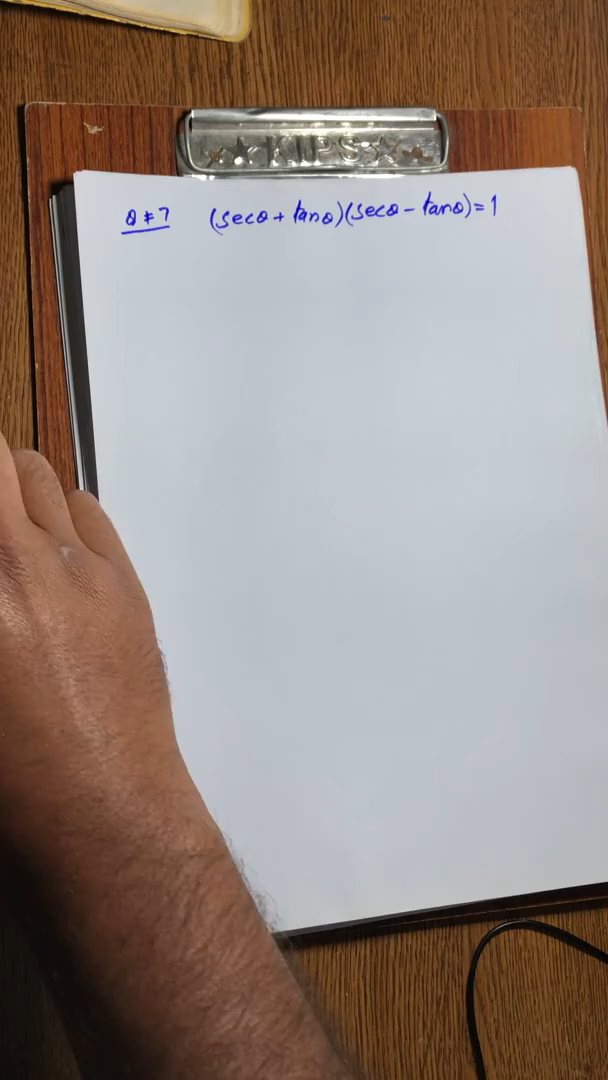 ★★KIPS★★
Q#7 (secθ + tanθ)(secθ - tanθ) = 1